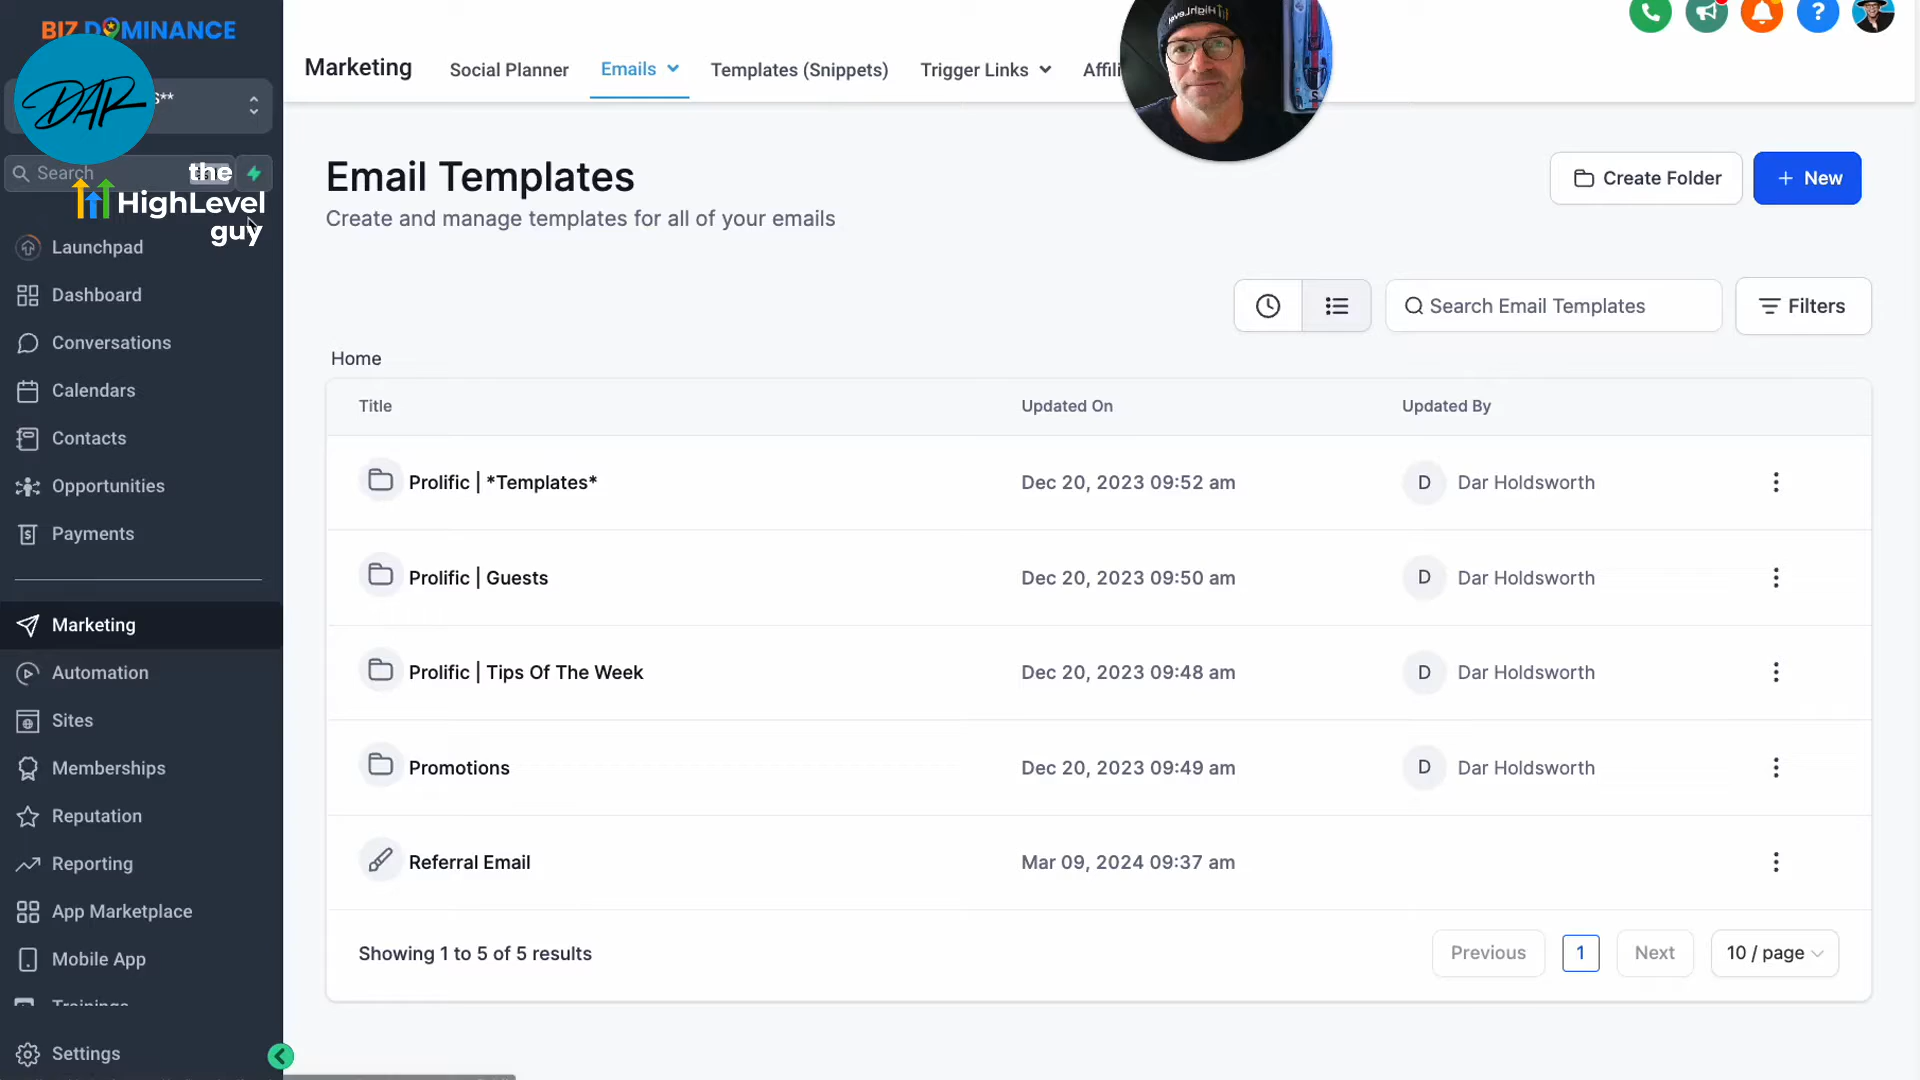 BIZ DOMINANCE
DAR
S**
Search
the
HighLevel
guy
Launchpad
Dashboard
Conversations
Calendars
Contacts
Opportunities
Payments
Marketing
Automation
Sites
Memberships
Reputation
Reporting
App Marketplace
Mobile App
Trainings
Settings
Marketing
Social Planner
Emails
Templates (Snippets)
Trigger Links
Affili
HighLevel
?
Email Templates
Create and manage templates for all of your emails
Create Folder
+ New
Search Email Templates
Filters
Home
Title Updated On Updated By
Prolific | *Templates* Dec 20, 2023 09:52 am D Dar Holdsworth
Prolific | Guests Dec 20, 2023 09:50 am D Dar Holdsworth
Prolific | Tips Of The Week Dec 20, 2023 09:48 am D Dar Holdsworth
Promotions Dec 20, 2023 09:49 am D Dar Holdsworth
Referral Email Mar 09, 2024 09:37 am
Showing 1 to 5 of 5 results
Previous 1 Next 10 / page